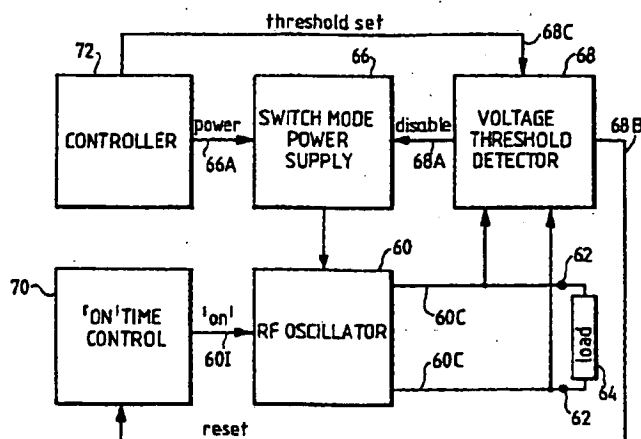 threshold set
68C
72
66
68
CONTROLLER
power
66A
SWITCH MODE
POWER
SUPPLY
disable
68A
VOLTAGE
THRESHOLD
DETECTOR
68B
60
62
70
'ON' TIME
CONTROL
'on'
60I
RF OSCILLATOR
60C
60C
load
64
62
reset